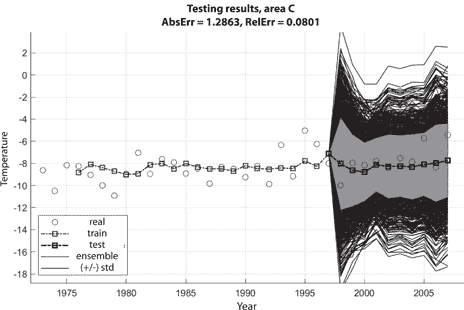 Testing results, area C
AbsErr = 1.2863, RelErr = 0.0801
Temperature
2
0
-2
-4
-6
-8
-10
-12
-14
-16
-18
real
train
test
ensemble
(+/-) std
1975
1980
1985
1990
1995
2000
2005
Year